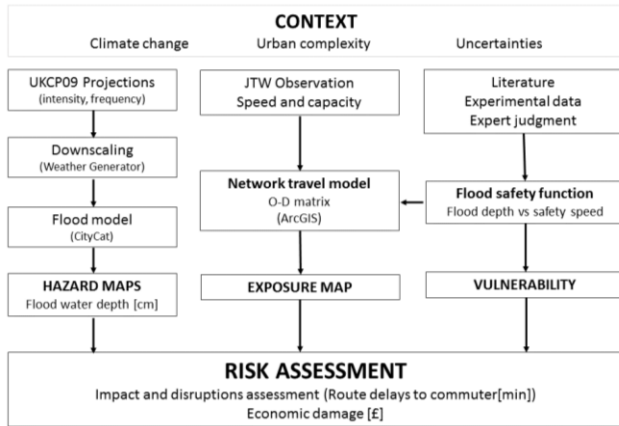 CONTEXT
Climate change Urban complexity Uncertainties
UKCP09 Projections
(intensity, frequency)
JTW Observation
Speed and capacity
Literature
Experimental data
Expert judgment
Downscaling
(Weather Generator)
Network travel model
O-D matrix
(ArcGIS)
Flood safety function
Flood depth vs safety speed
Flood model
(CityCat)
HAZARD MAPS
Flood water depth [cm]
EXPOSURE MAP
VULNERABILITY
RISK ASSESSMENT
Impact and disruptions assessment (Route delays to commuter[min])
Economic damage [£]